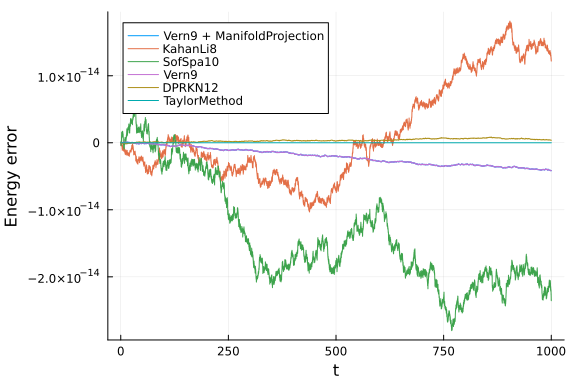 Vern9 + ManifoldProjection
KahanLi8
SofSpa10
Vern9
DPRKN12
TaylorMethod
1.0×10⁻¹⁴
0
−1.0×10⁻¹⁴
−2.0×10⁻¹⁴
Energy error
0 250 500 750 1000
t